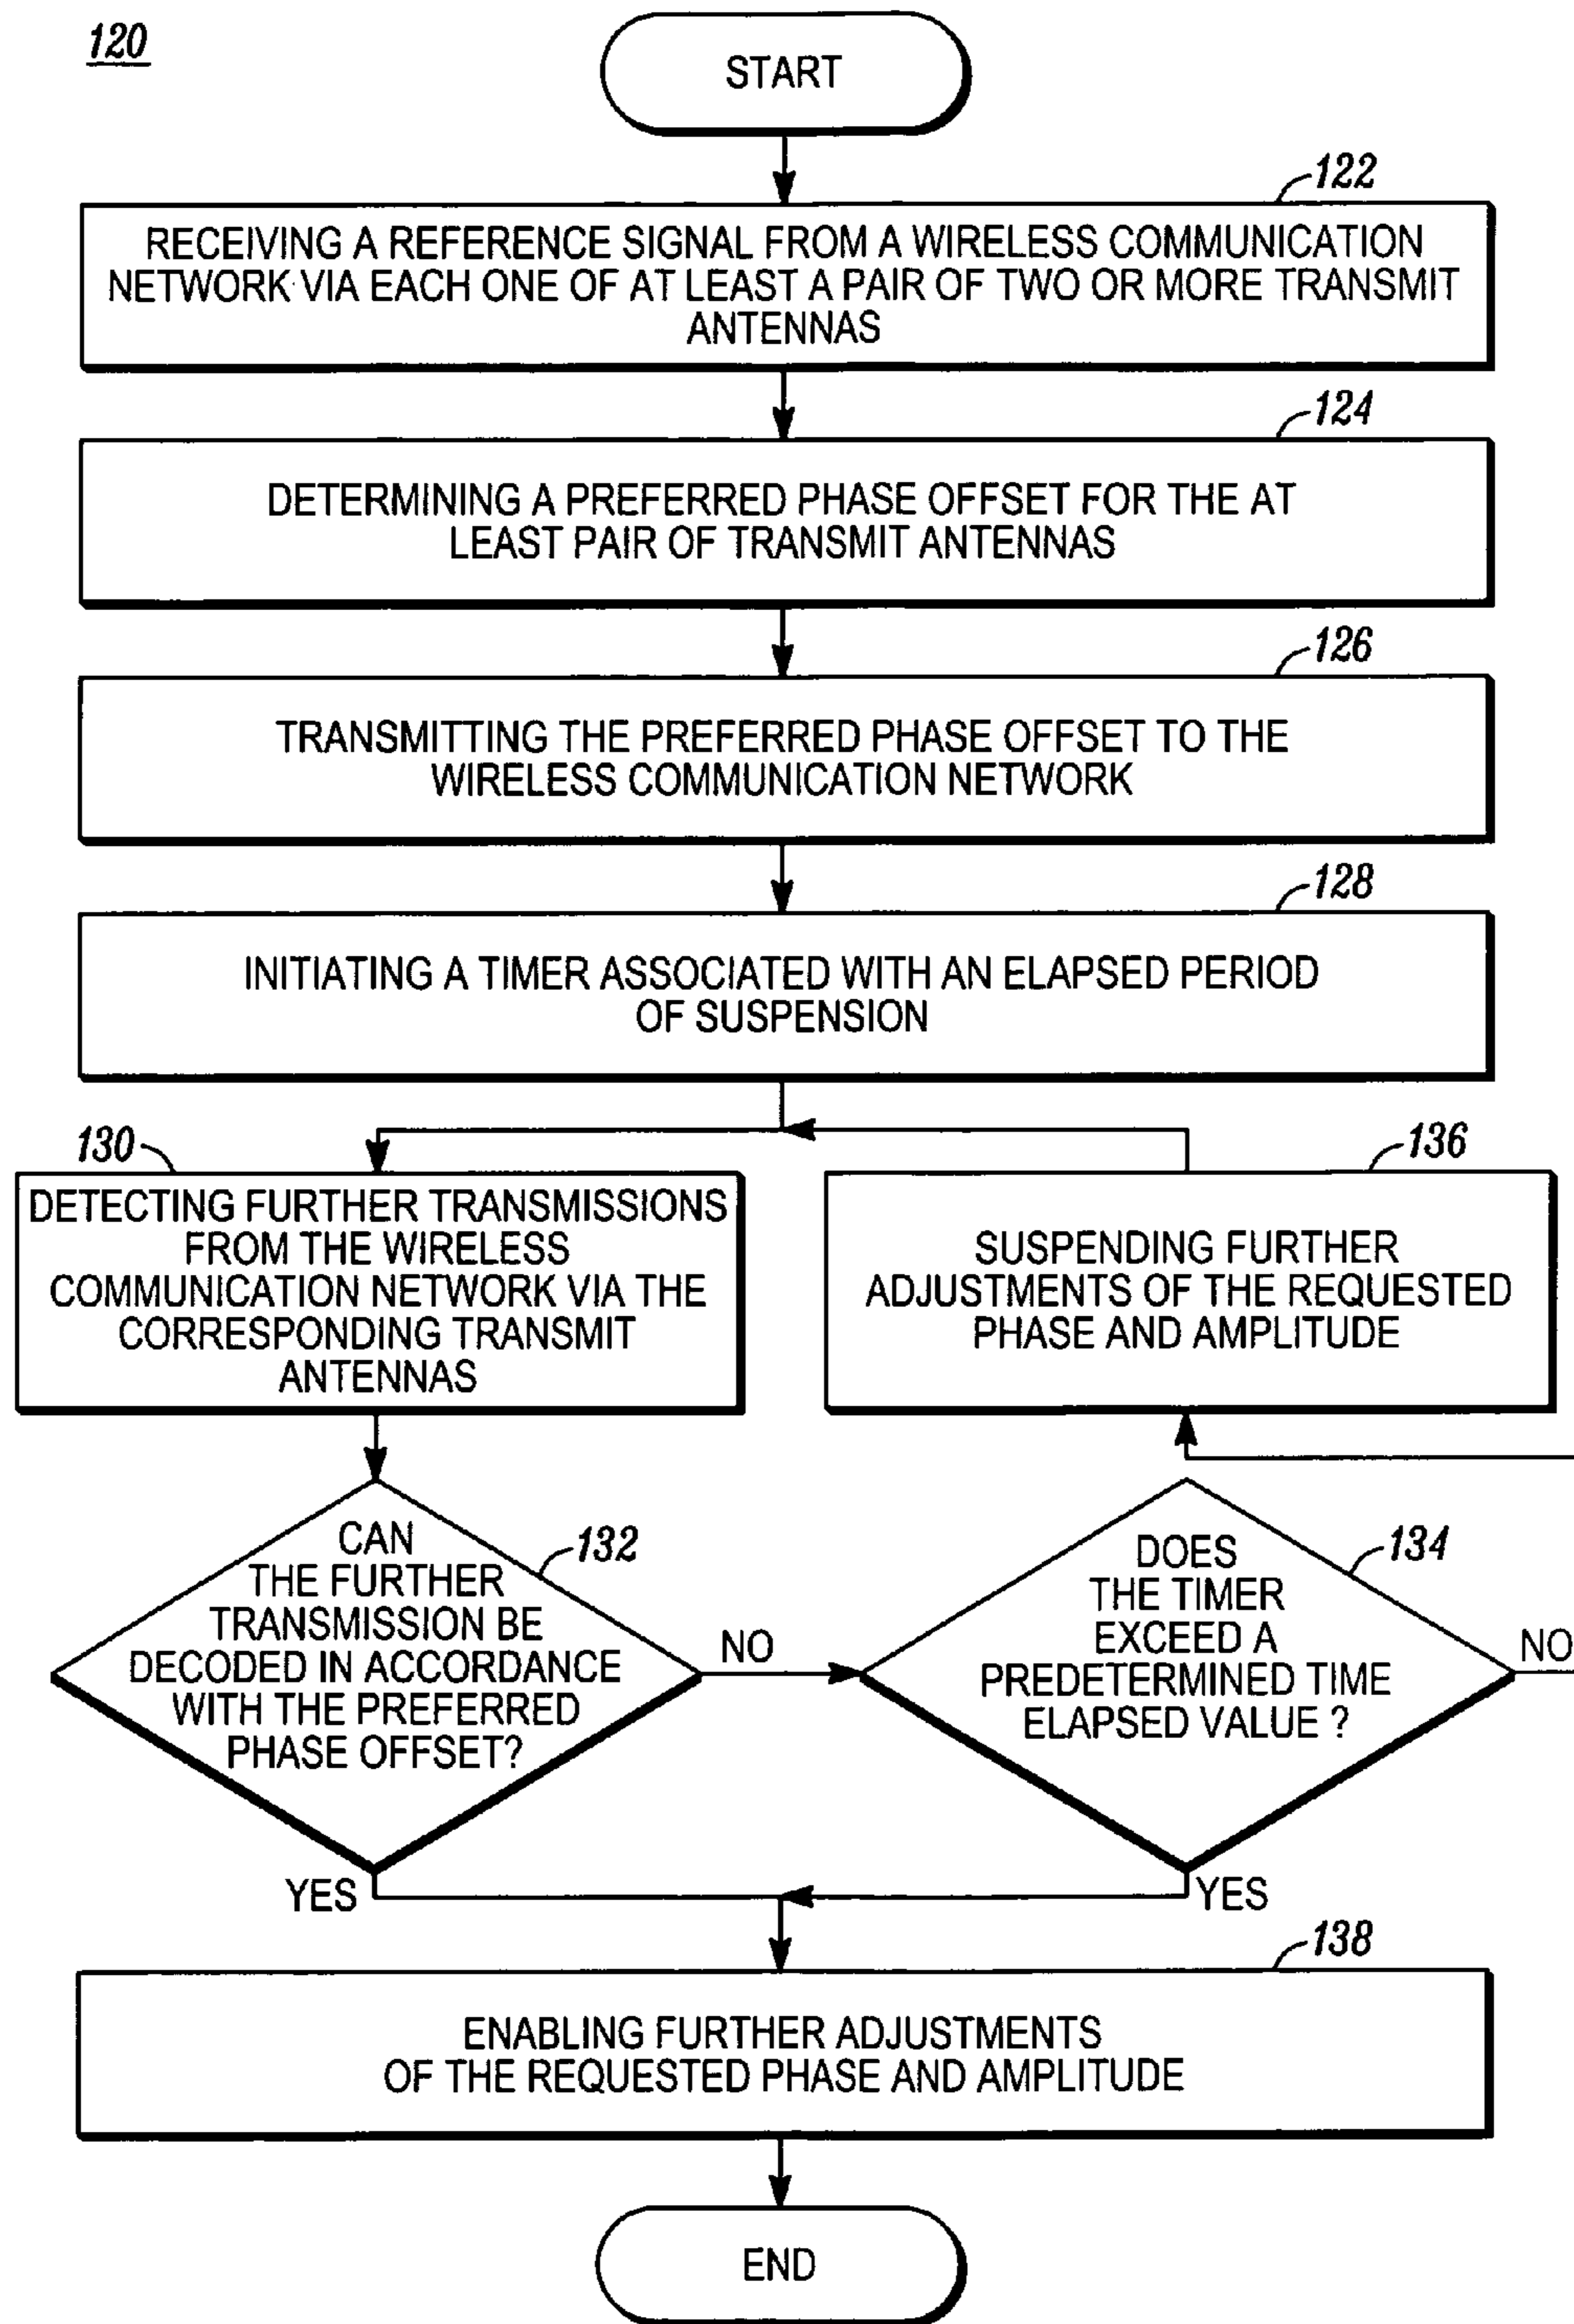 120
START
122
RECEIVING A REFERENCE SIGNAL FROM A WIRELESS COMMUNICATION
NETWORK VIA EACH ONE OF AT LEAST A PAIR OF TWO OR MORE TRANSMIT
ANTENNAS
124
DETERMINING A PREFERRED PHASE OFFSET FOR THE AT
LEAST PAIR OF TRANSMIT ANTENNAS
126
TRANSMITTING THE PREFERRED PHASE OFFSET TO THE
WIRELESS COMMUNICATION NETWORK
128
INITIATING A TIMER ASSOCIATED WITH AN ELAPSED PERIOD
OF SUSPENSION
130
DETECTING FURTHER TRANSMISSIONS
FROM THE WIRELESS
COMMUNICATION NETWORK VIA THE
CORRESPONDING TRANSMIT
ANTENNAS
136
SUSPENDING FURTHER
ADJUSTMENTS OF THE REQUESTED
PHASE AND AMPLITUDE
132
CAN
THE FURTHER
TRANSMISSION BE
DECODED IN ACCORDANCE
WITH THE PREFERRED
PHASE OFFSET?
NO
YES
134
DOES
THE TIMER
EXCEED A
PREDETERMINED TIME
ELAPSED VALUE ?
NO
YES
138
ENABLING FURTHER ADJUSTMENTS
OF THE REQUESTED PHASE AND AMPLITUDE
END